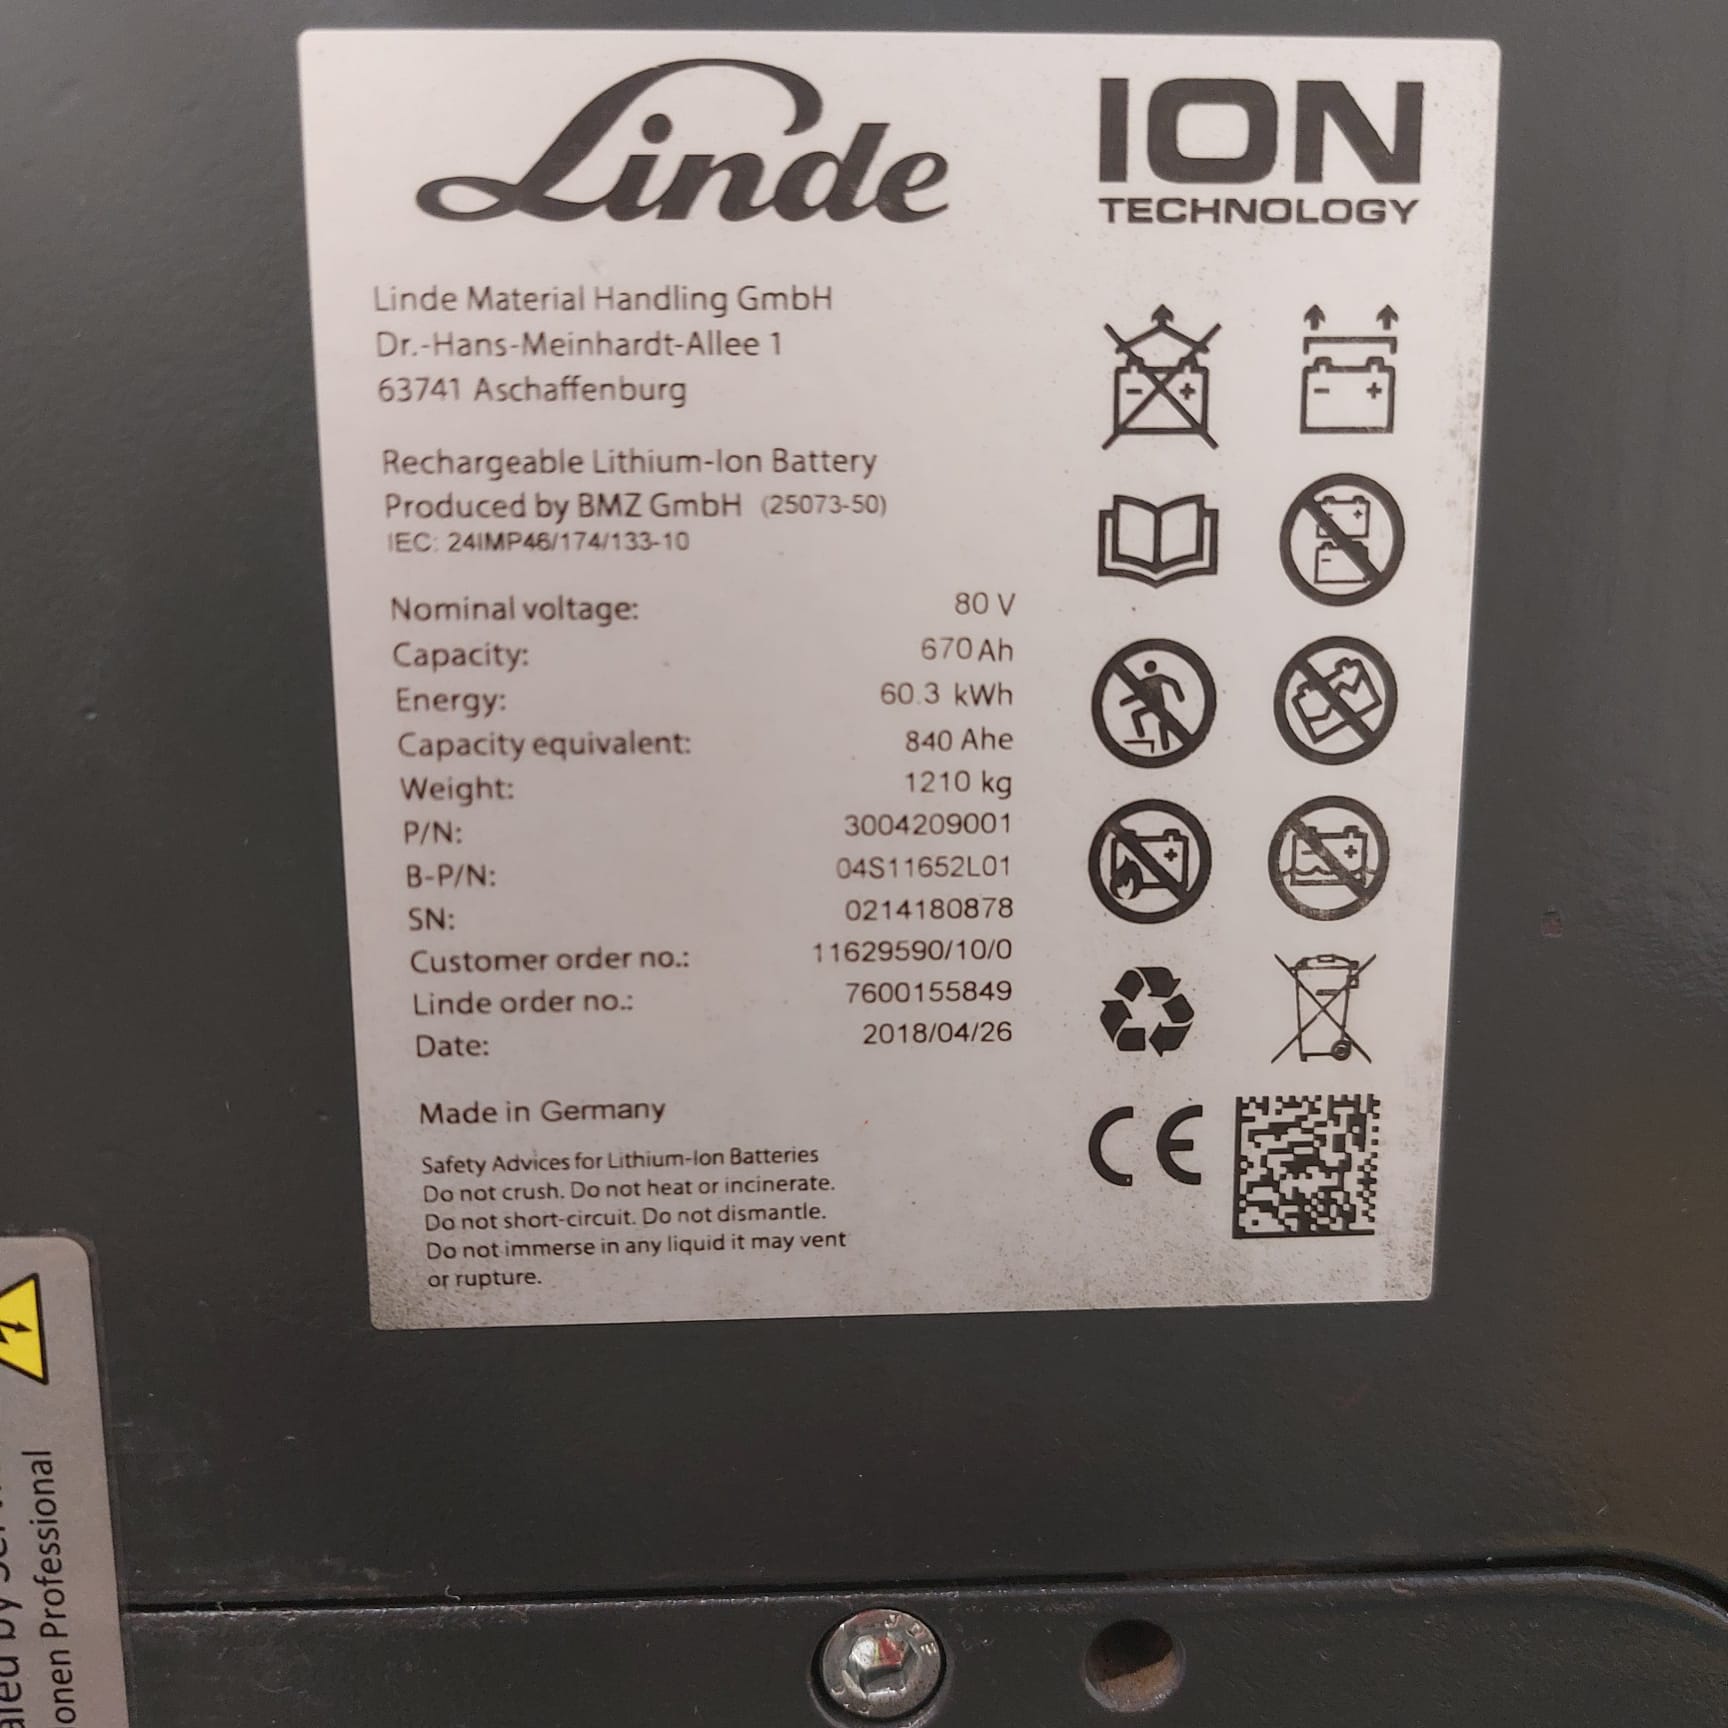 Linde
ION
TECHNOLOGY
Linde Material Handling GmbH
Dr.-Hans-Meinhardt-Allee 1
63741 Aschaffenburg
Rechargeable Lithium-Ion Battery
Produced by BMZ GmbH (25073-50)
IEC: 24IMP46/174/133-10
Nominal voltage: 80 V
Capacity: 670 Ah
Energy: 60.3 kWh
Capacity equivalent: 840 Ahe
Weight: 1210 kg
P/N: 3004209001
B-P/N: 04S11652L01
SN: 0214180878
Customer order no.: 11629590/10/0
Linde order no.: 7600155849
Date: 2018/04/26
Made in Germany
Safety Advices for Lithium-Ion Batteries
Do not crush. Do not heat or incinerate.
Do not short-circuit. Do not dismantle.
Do not immerse in any liquid it may vent
or rupture.
CE
by
Professional